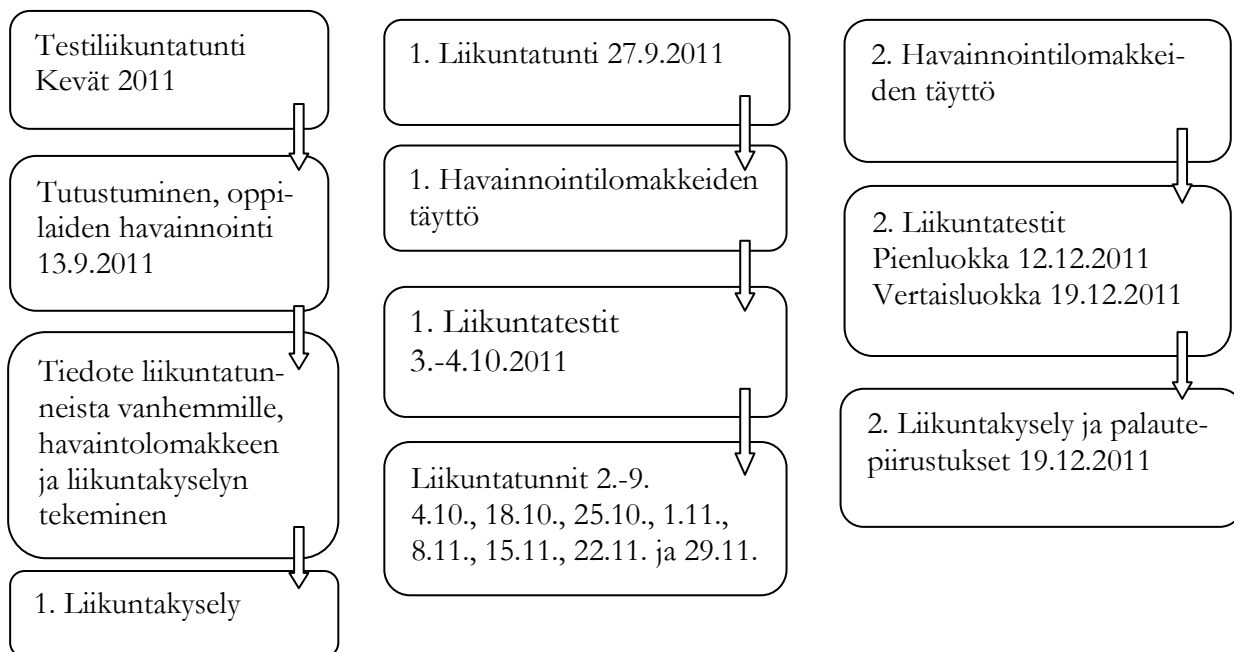 Testiliikuntatunti
Kevät 2011
Tutustuminen, oppi-
laiden havainnointi
13.9.2011
Tiedote liikuntatun-
neista vanhemmille,
havaintolomakkeen
ja liikuntakyselyn
tekeminen
1. Liikuntakysely
1. Liikuntatunti 27.9.2011
1. Havainnointilomakkeiden
täyttö
1. Liikuntatestit
3.-4.10.2011
Liikuntatunnit 2.-9.
4.10., 18.10., 25.10., 1.11.,
8.11., 15.11., 22.11. ja 29.11.
2. Havainnointilomakkei-
den täyttö
2. Liikuntatestit
Pienluokka 12.12.2011
Vertaisluokka 19.12.2011
2. Liikuntakysely ja palaute-
piirustukset 19.12.2011